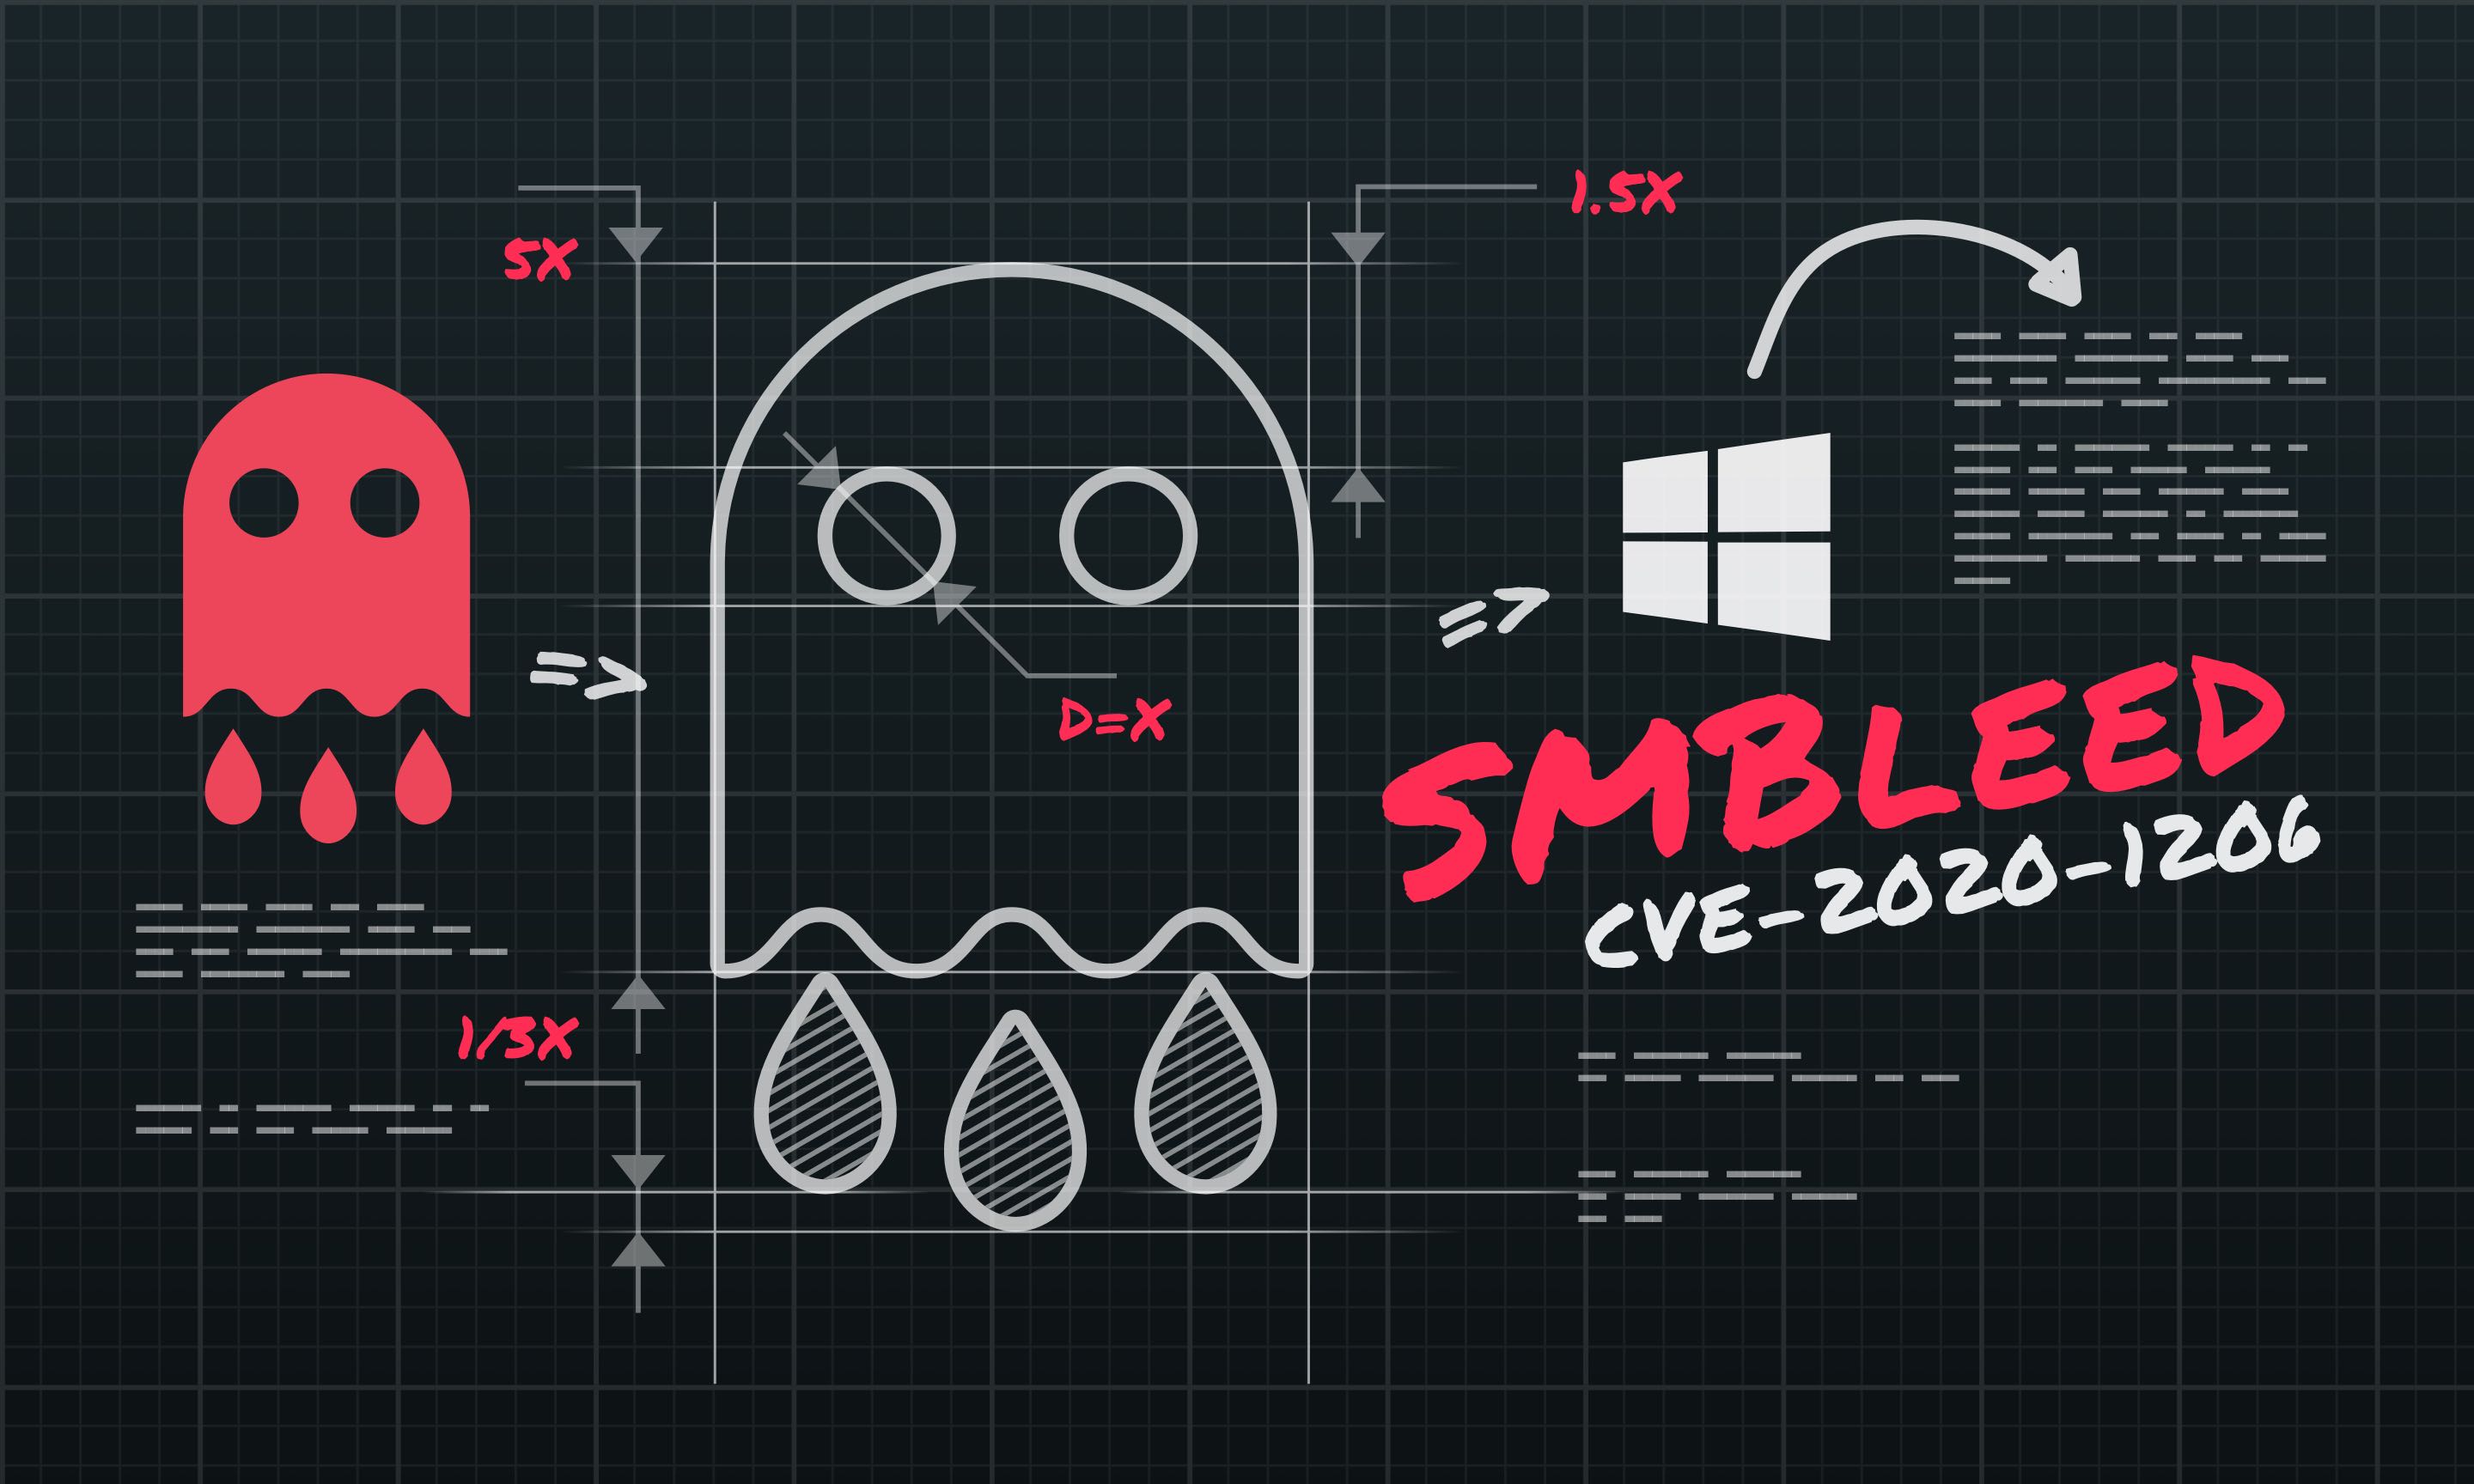 1.5X
5X
=>
=>
D=X
SMBLEED
CVE-2020-1206
1/3X